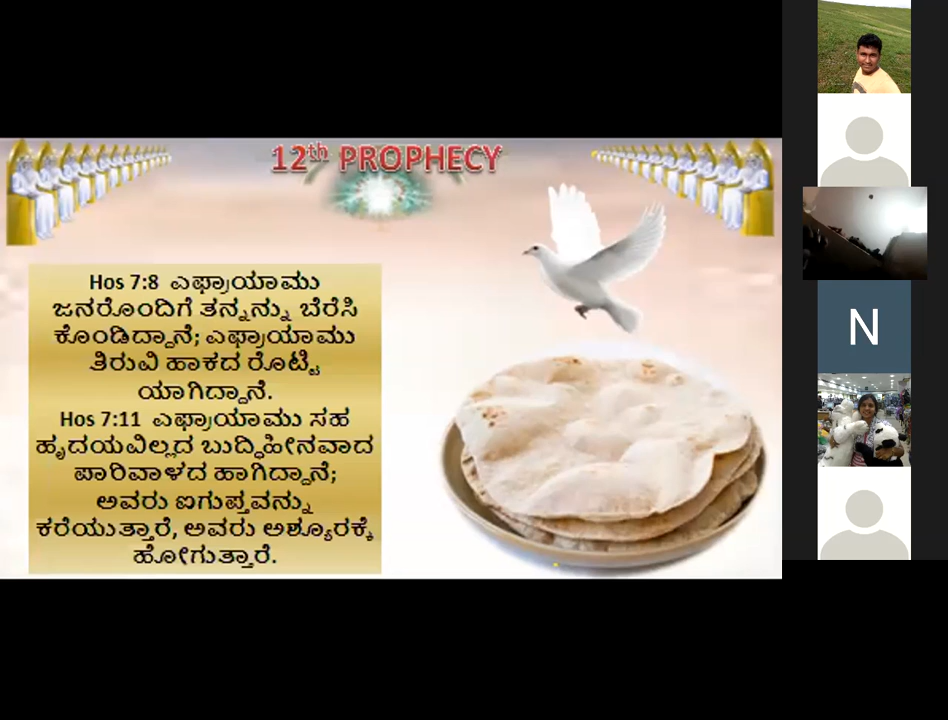 12th PROPHECY
Hos 7:8 ಎಫ್ರಾಯಾಮು
ಜನರೊಂದಿಗೆ ತನ್ನನ್ನು ಬೆರೆಸಿ
ಕೊಂಡಿದ್ದಾನೆ; ಎಫ್ರಾಯಾಮು
ತಿರುವಿ ಹಾಕದ ರೊಟ್ಟಿ
ಯಾಗಿದ್ದಾನೆ.
Hos 7:11 ಎಫ್ರಾಯಾಮು ಸಹ
ಹೃದಯವಿಲ್ಲದ ಬುದ್ಧಿಹೀನವಾದ
ಪಾರಿವಾಳದ ಹಾಗಿದ್ದಾನೆ;
ಅವರು ಐಗುಪ್ತವನ್ನು
ಕರೆಯುತ್ತಾರೆ, ಅವರು ಅಶ್ಯೂರಕ್ಕೆ
ಹೋಗುತ್ತಾರೆ.
N